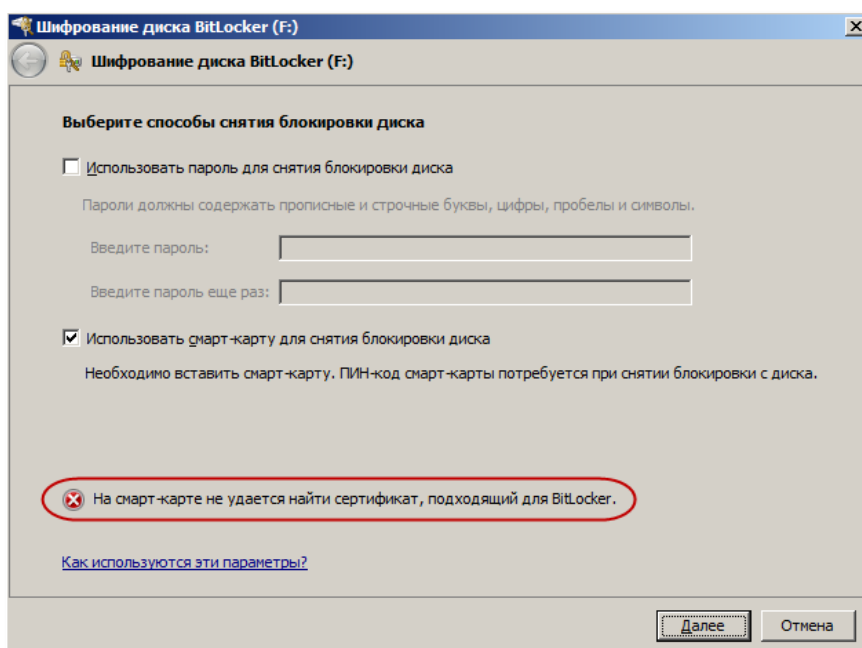 Шифрование диска BitLocker (F:)
Шифрование диска BitLocker (F:)
Выберите способы снятия блокировки диска
Использовать пароль для снятия блокировки диска
Пароли должны содержать прописные и строчные буквы, цифры, пробелы и символы.
Введите пароль:
Введите пароль еще раз:
Использовать смарт-карту для снятия блокировки диска
Необходимо вставить смарт-карту. ПИН-код смарт-карты потребуется при снятии блокировки с диска.
На смарт-карте не удается найти сертификат, подходящий для BitLocker.
Как используются эти параметры?
Далее Отмена